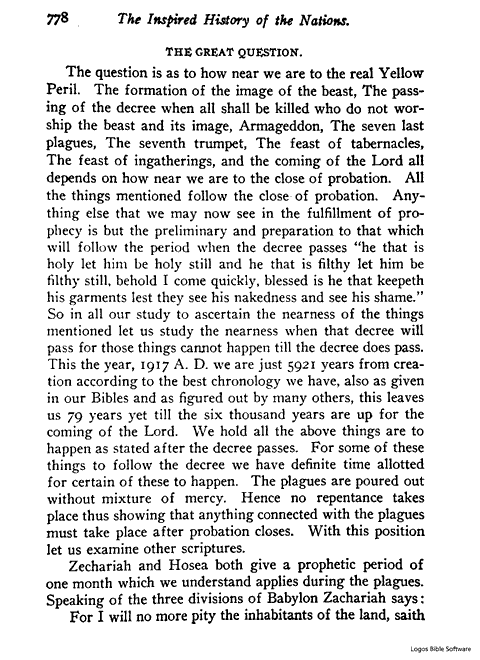 778 The Inspired History of the Nations.
THE GREAT QUESTION.
The question is as to how near we are to the real Yellow
Peril. The formation of the image of the beast, The pass-
ing of the decree when all shall be killed who do not wor-
ship the beast and its image, Armageddon, The seven last
plagues, The seventh trumpet, The feast of tabernacles,
The feast of ingatherings, and the coming of the Lord all
depends on how near we are to the close of probation. All
the things mentioned follow the close of probation. Any-
thing else that we may now see in the fulfillment of pro-
phecy is but the preliminary and preparation to that which
will follow the period when the decree passes "he that is
holy let him be holy still and he that is filthy let him be
filthy still, behold I come quickly, blessed is he that keepeth
his garments lest they see his nakedness and see his shame."
So in all our study to ascertain the nearness of the things
mentioned let us study the nearness when that decree will
pass for those things cannot happen till the decree does pass.
This the year, 1917 A. D. we are just 5921 years from crea-
tion according to the best chronology we have, also as given
in our Bibles and as figured out by many others, this leaves
us 79 years yet till the six thousand years are up for the
coming of the Lord. We hold all the above things are to
happen as stated after the decree passes. For some of these
things to follow the decree we have definite time allotted
for certain of these to happen. The plagues are poured out
without mixture of mercy. Hence no repentance takes
place thus showing that anything connected with the plagues
must take place after probation closes. With this position
let us examine other scriptures.
Zechariah and Hosea both give a prophetic period of
one month which we understand applies during the plagues.
Speaking of the three divisions of Babylon Zachariah says:
For I will no more pity the inhabitants of the land, saith
Logos Bible Software